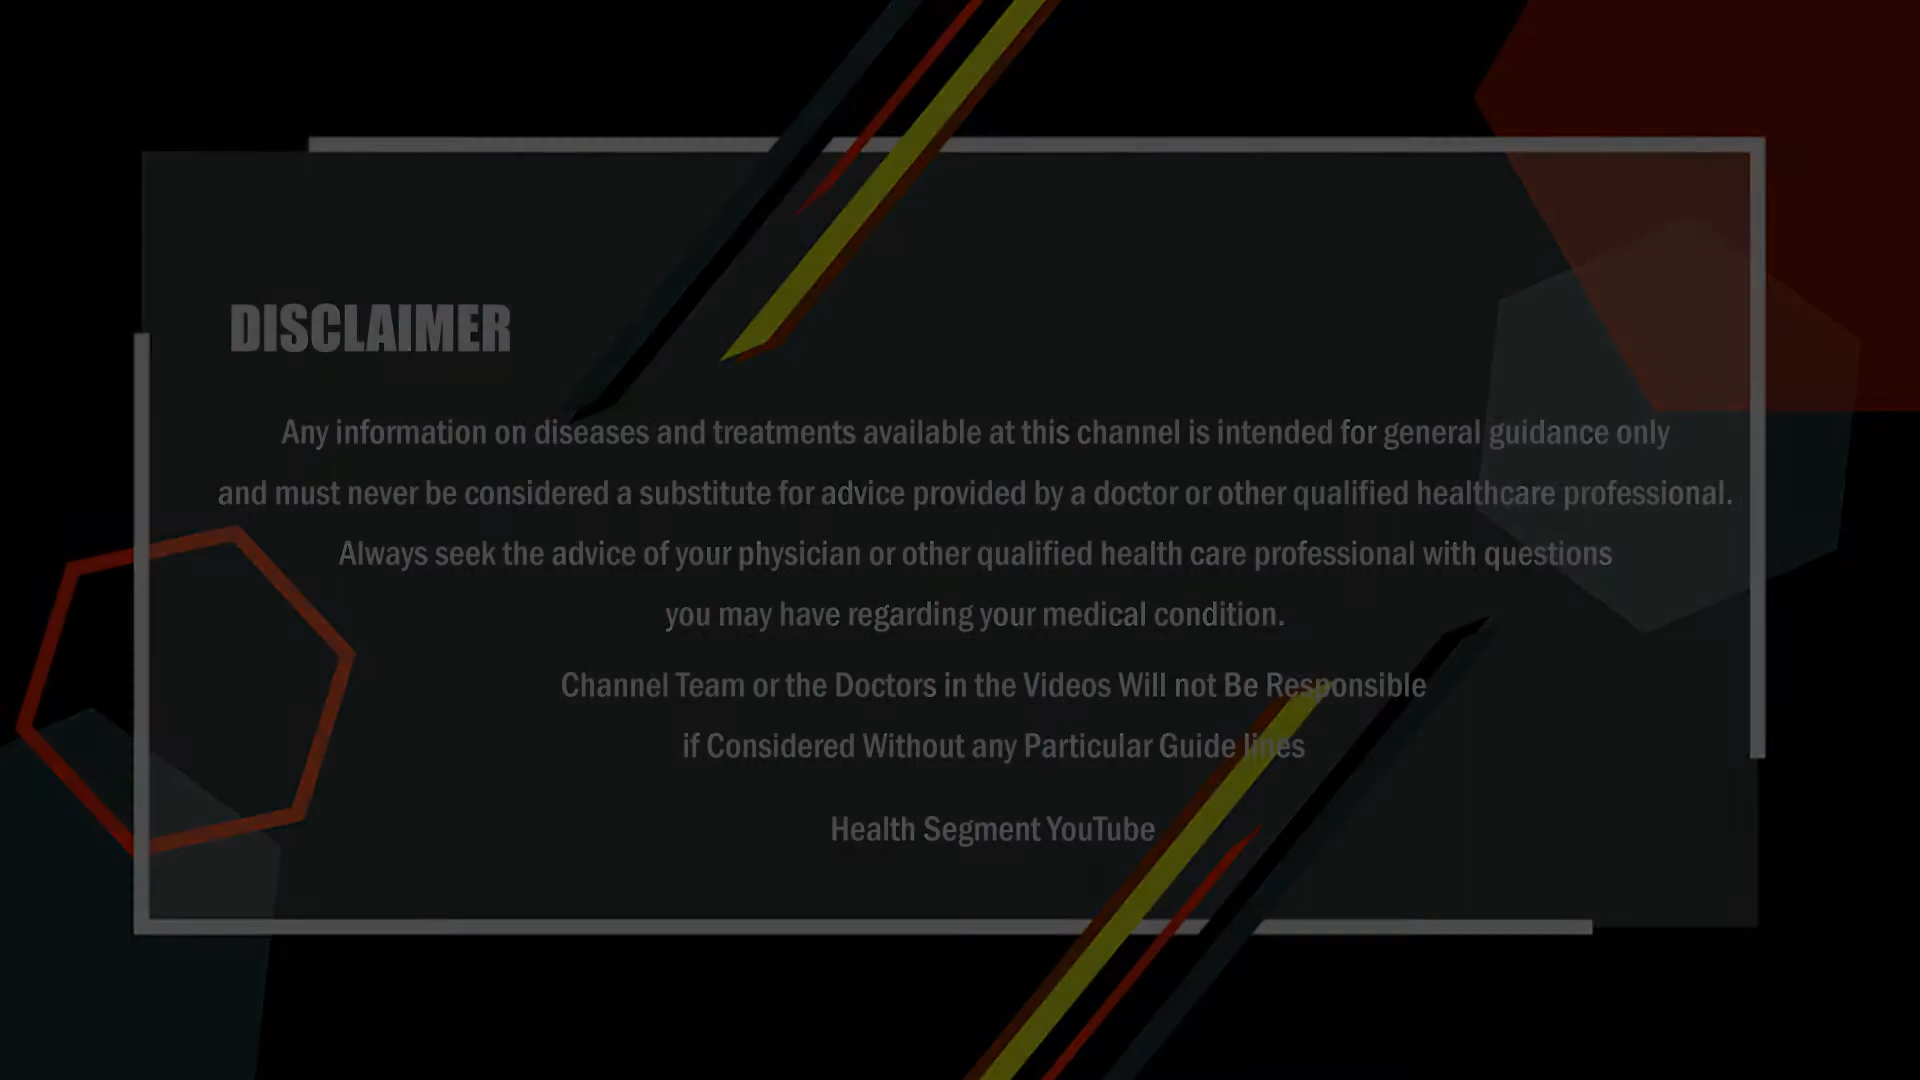 DISCLAIMER
Any information on diseases and treatments available at this channel is intended for general guidance only
and must never be considered a substitute for advice provided by a doctor or other qualified healthcare professional.
Always seek the advice of your physician or other qualified health care professional with questions
you may have regarding your medical condition.
Channel Team or the Doctors in the Videos Will not Be Responsible
if Considered Without any Particular Guide lines
Health Segment YouTube